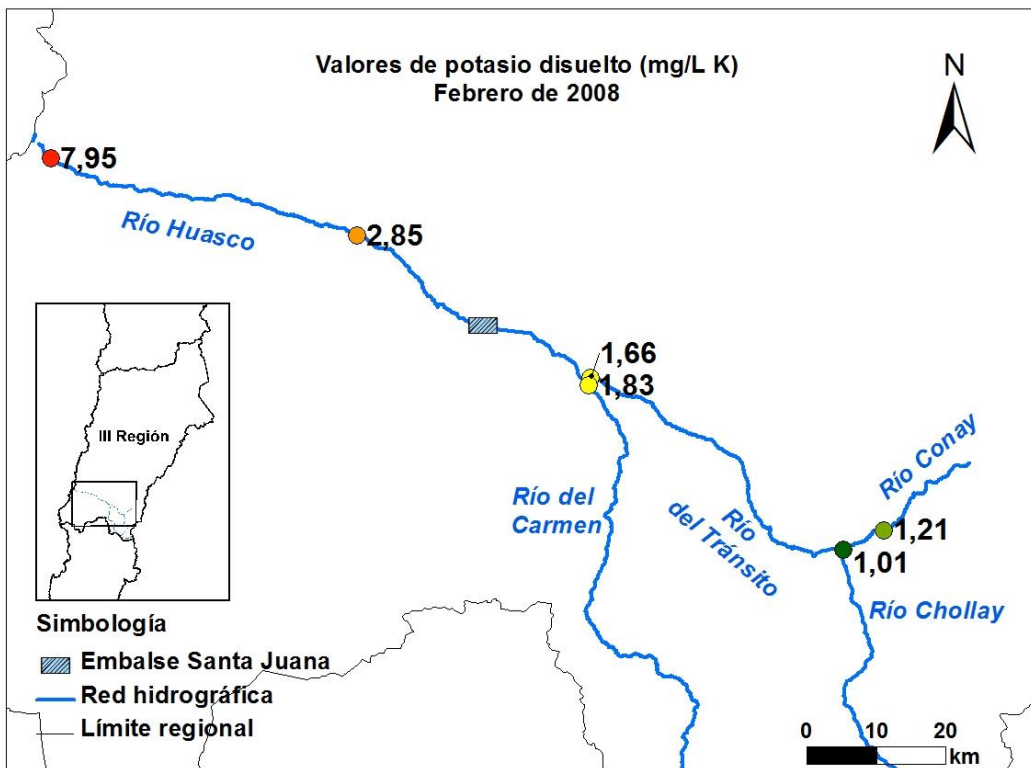 Valores de potasio disuelto (mg/L K)
Febrero de 2008
N
7,95
Río Huasco
2,85
1,66
1,83
III Región
Río Conay
Río del
Carmen
Río
del Tránsito
1,21
1,01
Río Chollay
Simbología
Embalse Santa Juana
Red hidrográfica
Límite regional
0 10 20
km